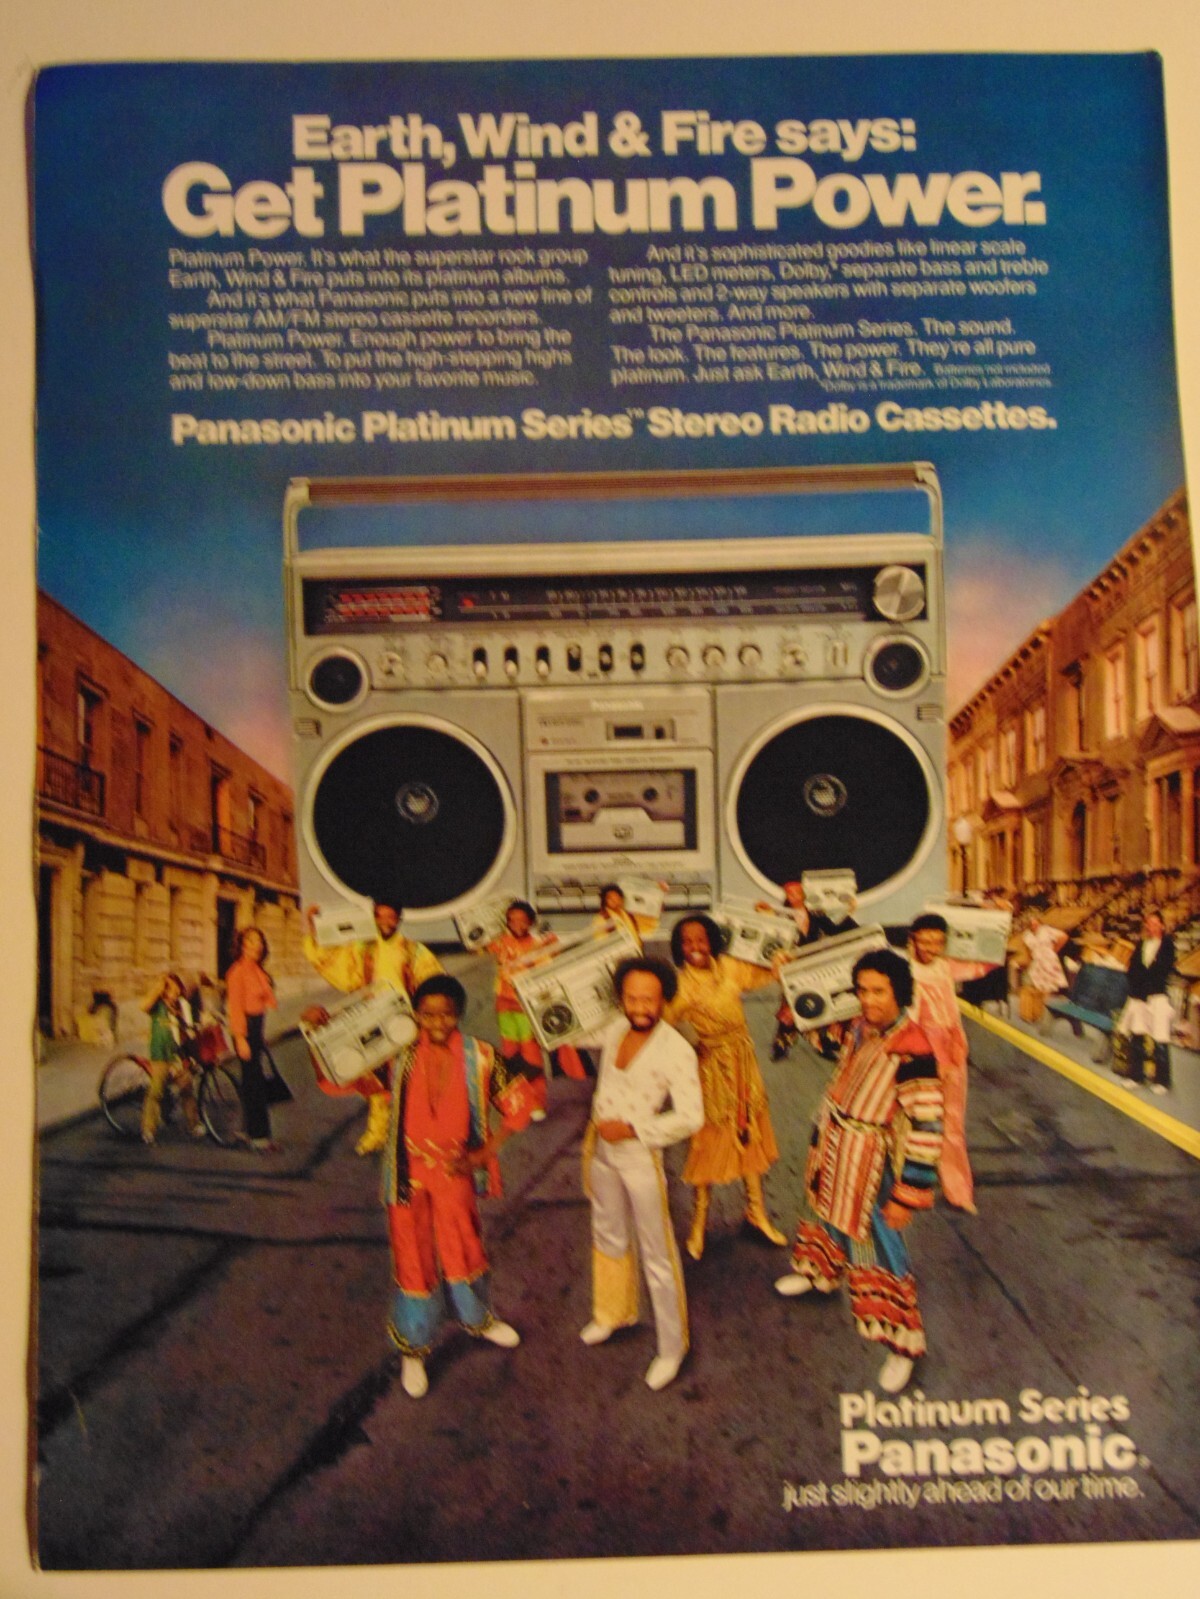 Earth, Wind & Fire says:
Get Platinum Power.
Platinum Power. It's what the superstar rock group
Earth, Wind & Fire puts into its platinum albums.
And it's what Panasonic puts into a new line of
superstar AM/FM stereo cassette recorders.
Platinum Power. Enough power to bring the
beat to the street. To put the high-stepping highs
and low-down bass into your favorite music.
And it's sophisticated goodies like linear scale
tuning, LED meters, Dolby,* separate bass and treble
controls and 2-way speakers with separate woofers
and tweeters. And more.
The Panasonic Platinum Series. The sound.
The look. The features. The power. They're all pure
platinum. Just ask Earth, Wind & Fire. Batteries not included
*Dolby is a trademark of Dolby Laboratories.
Panasonic Platinum Series™ Stereo Radio Cassettes.
Panasonic
Platinum Series
Panasonic®
just slightly ahead of our time.